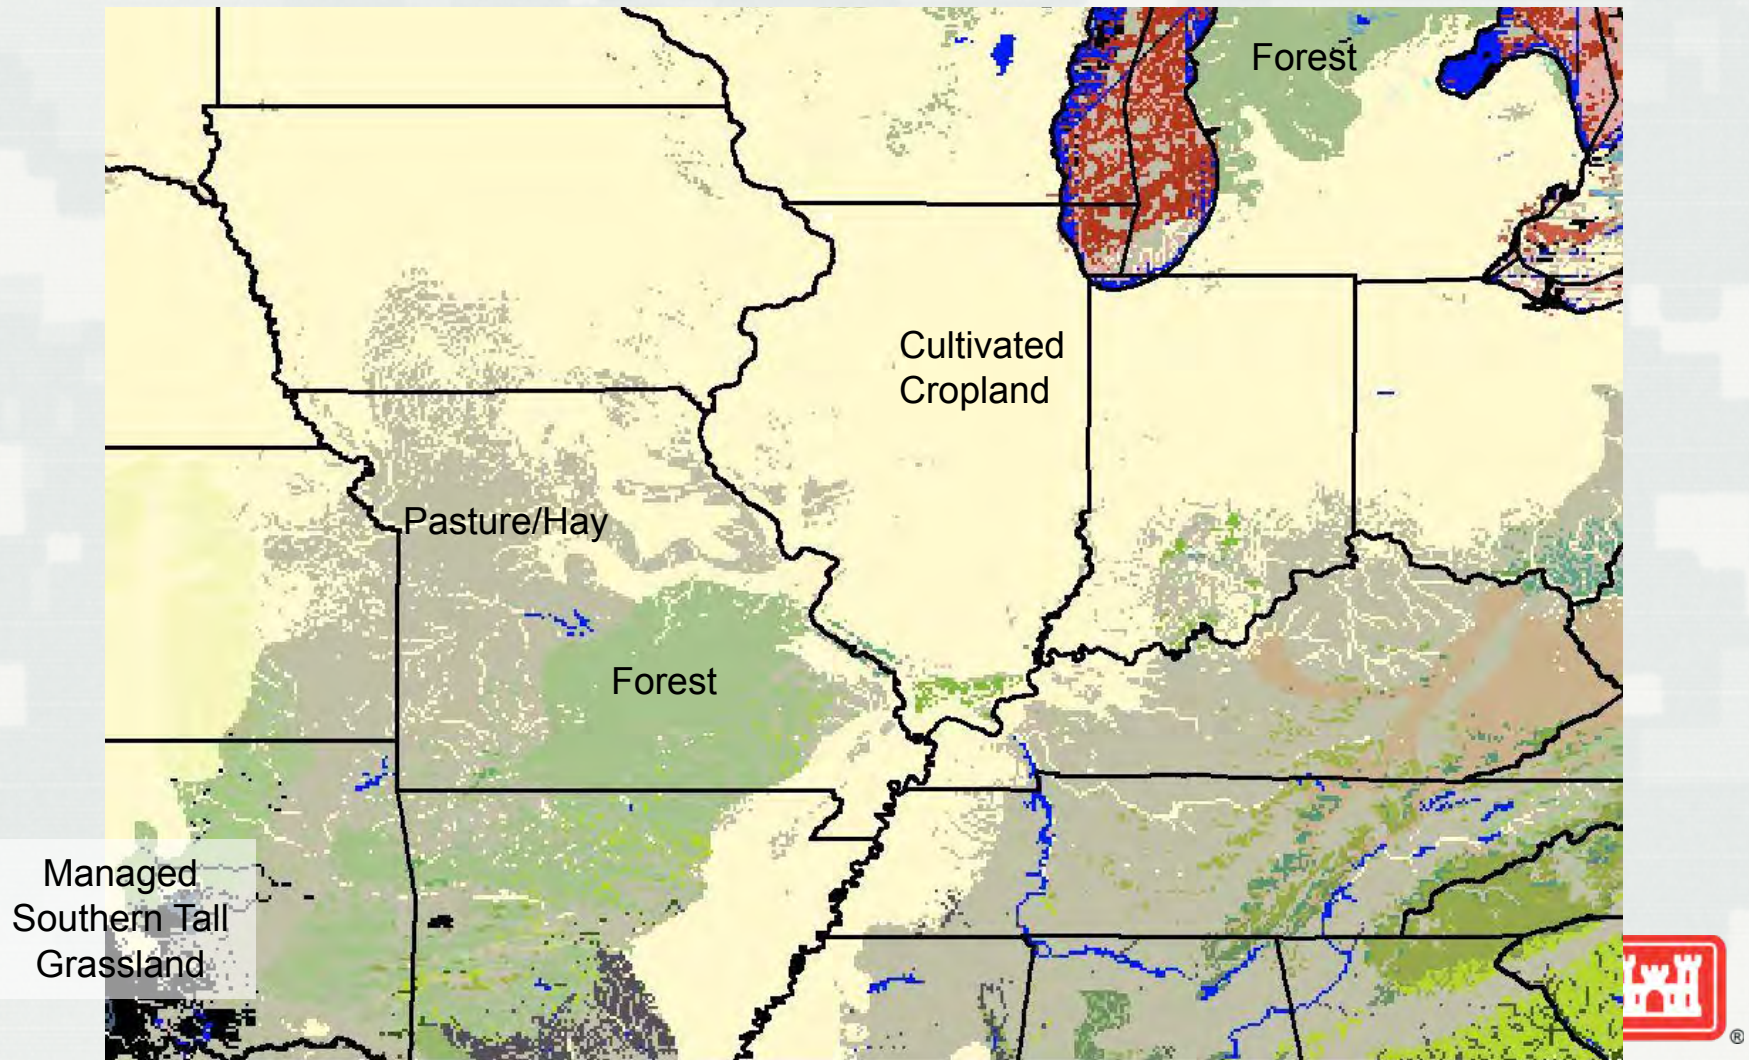 Forest
Cultivated
Cropland
Pasture/Hay
Forest
Managed
Southern Tall
Grassland
®